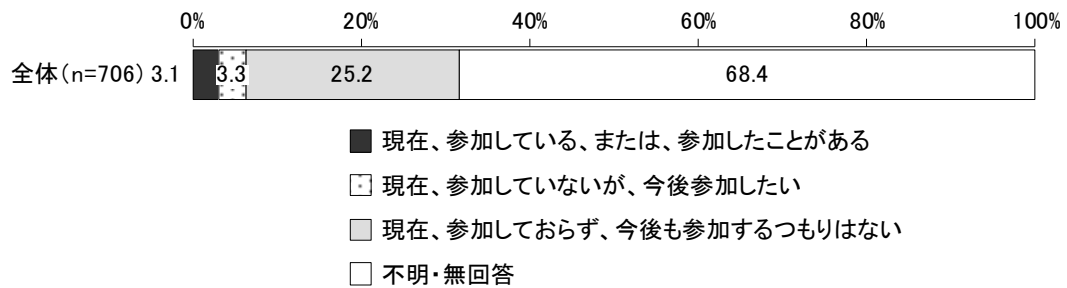 0% 20% 40% 60% 80% 100%
全体（n=706） 3.1 3.3 25.2 68.4
現在、参加している、または、参加したことがある
現在、参加していないが、今後参加したい
現在、参加しておらず、今後も参加するつもりはない
不明・無回答